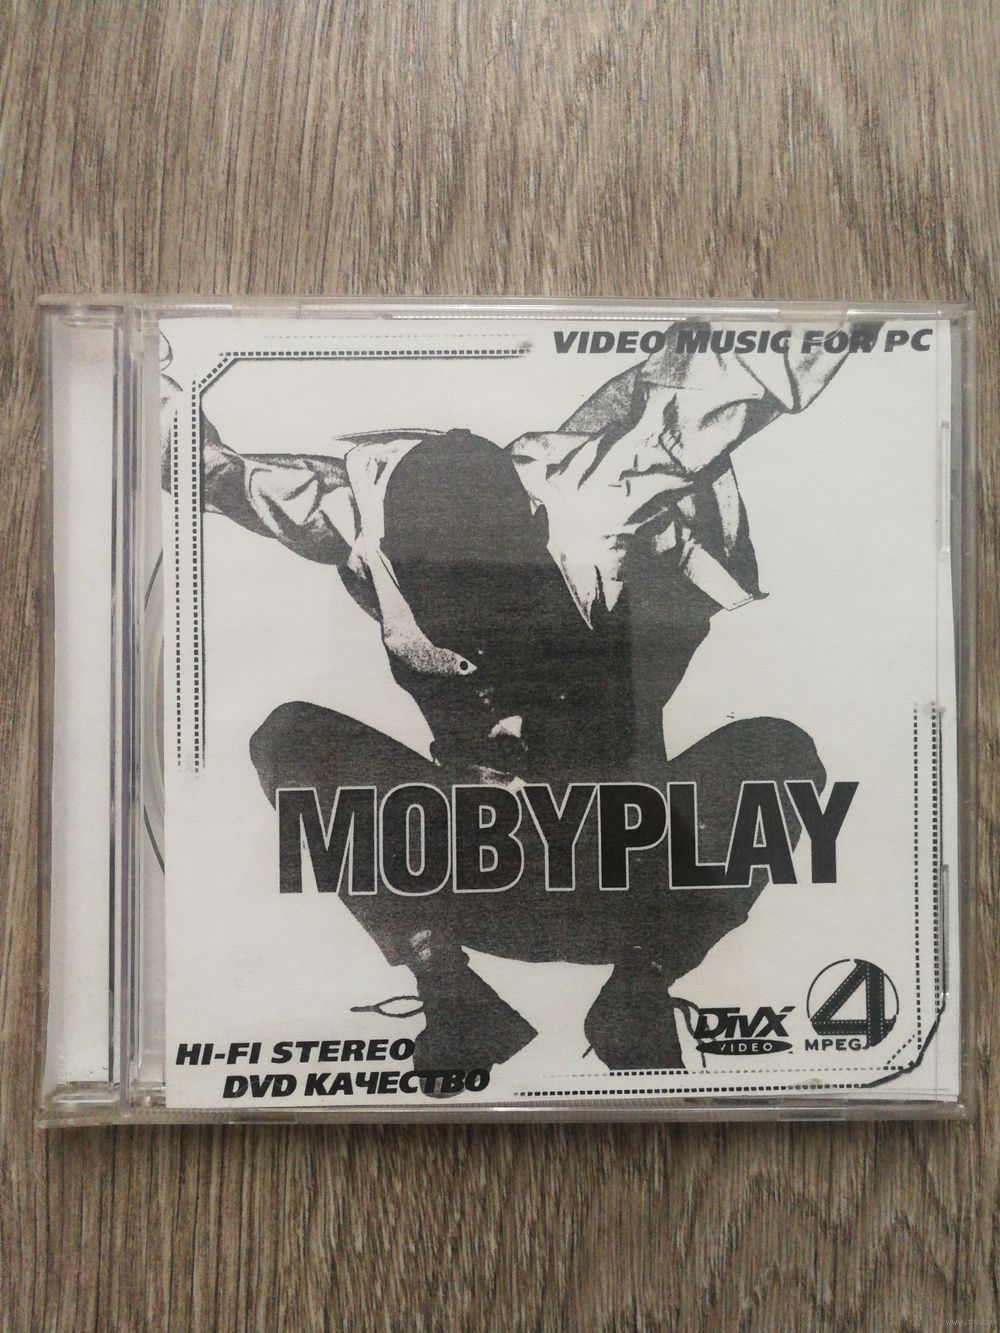 VIDEO MUSIC FOR PC
MOBYPLAY
DivX
VIDEO
4
MPEG
HI-FI STEREO
DVD КАЧЕСТВО